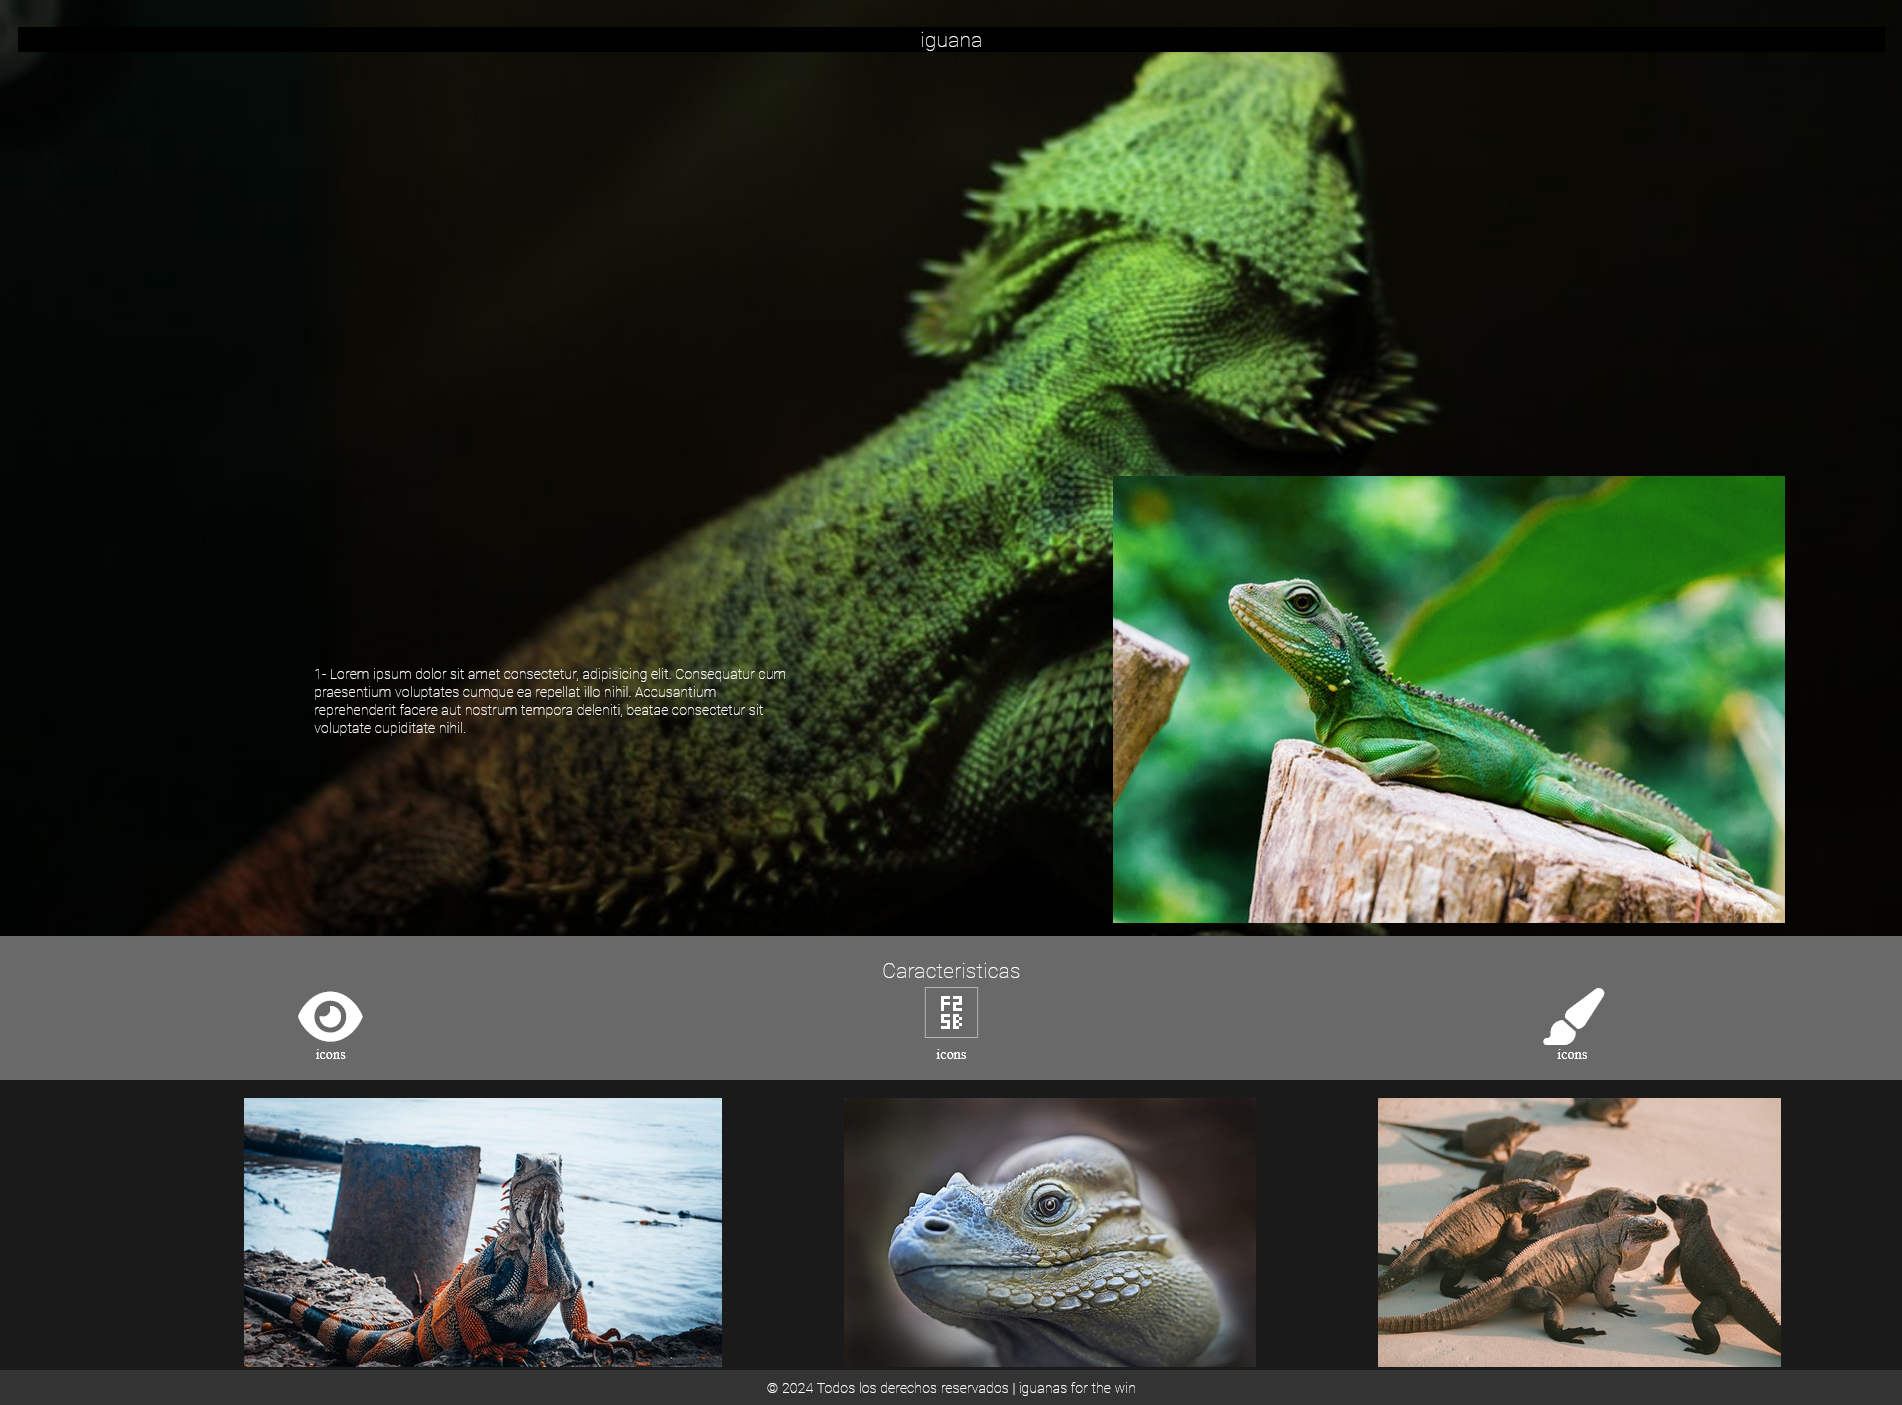 iguana
1- Lorem ipsum dolor sit amet consectetur, adipisicing elit. Consequatur cum
praesentium voluptates cumque ea repellat illo nihil. Accusantium
reprehenderit facere aut nostrum tempora deleniti, beatae consectetur sit
voluptate cupiditate nihil.
Caracteristicas
F2
5B
icons
icons
icons
© 2024 Todos los derechos reservados | iguanas for the win